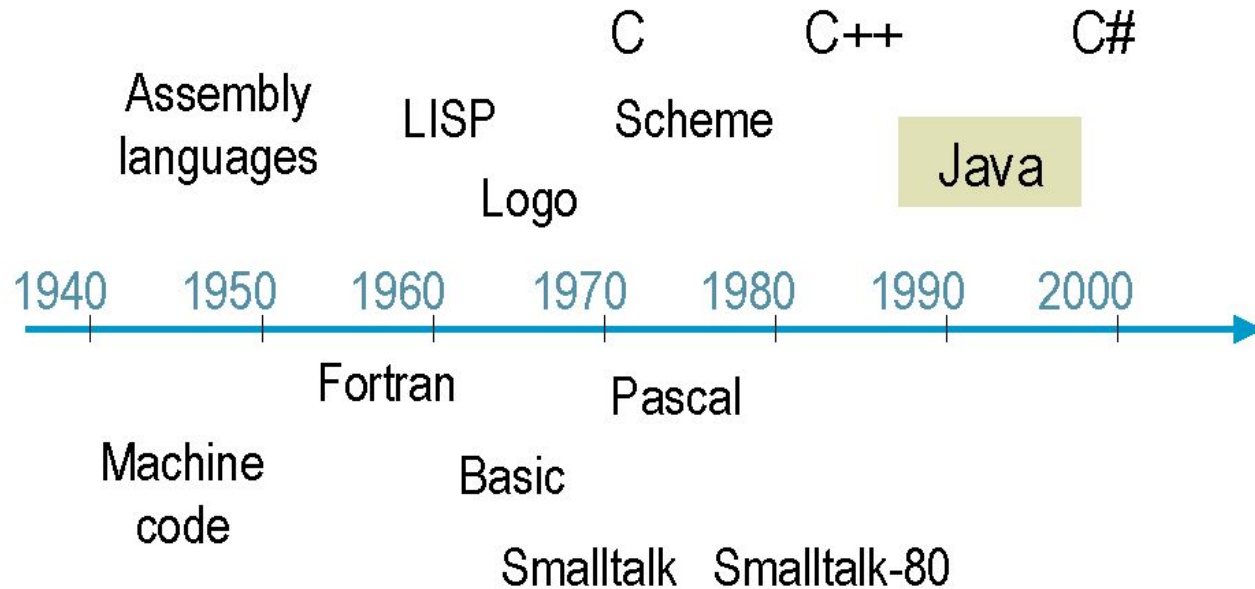 C C++ C#
Assembly
languages
LISP Scheme
Java
Logo
1940 1950 1960 1970 1980 1990 2000
Fortran
Pascal
Machine
code
Basic
Smalltalk Smalltalk-80